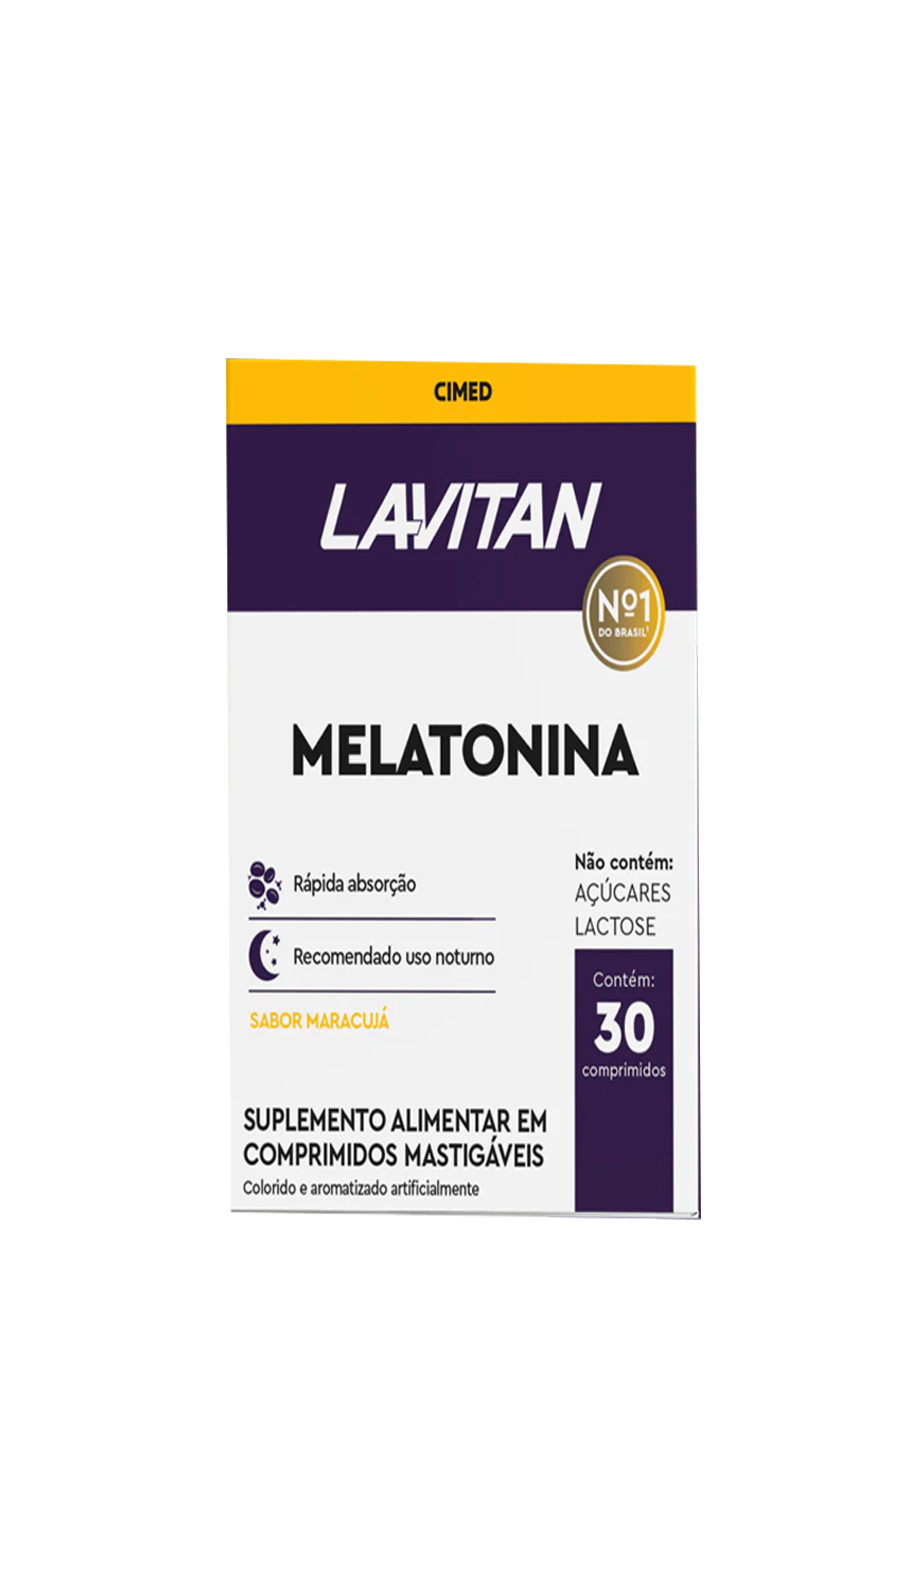 CIMED
LAVITAN
Nº1
DO BRASIL¹
MELATONINA
Rápida absorção
Recomendado uso noturno
SABOR MARACUJÁ
Não contém:
AÇÚCARES
LACTOSE
Contém:
30
comprimidos
SUPLEMENTO ALIMENTAR EM
COMPRIMIDOS MASTIGÁVEIS
Colorido e aromatizado artificialmente